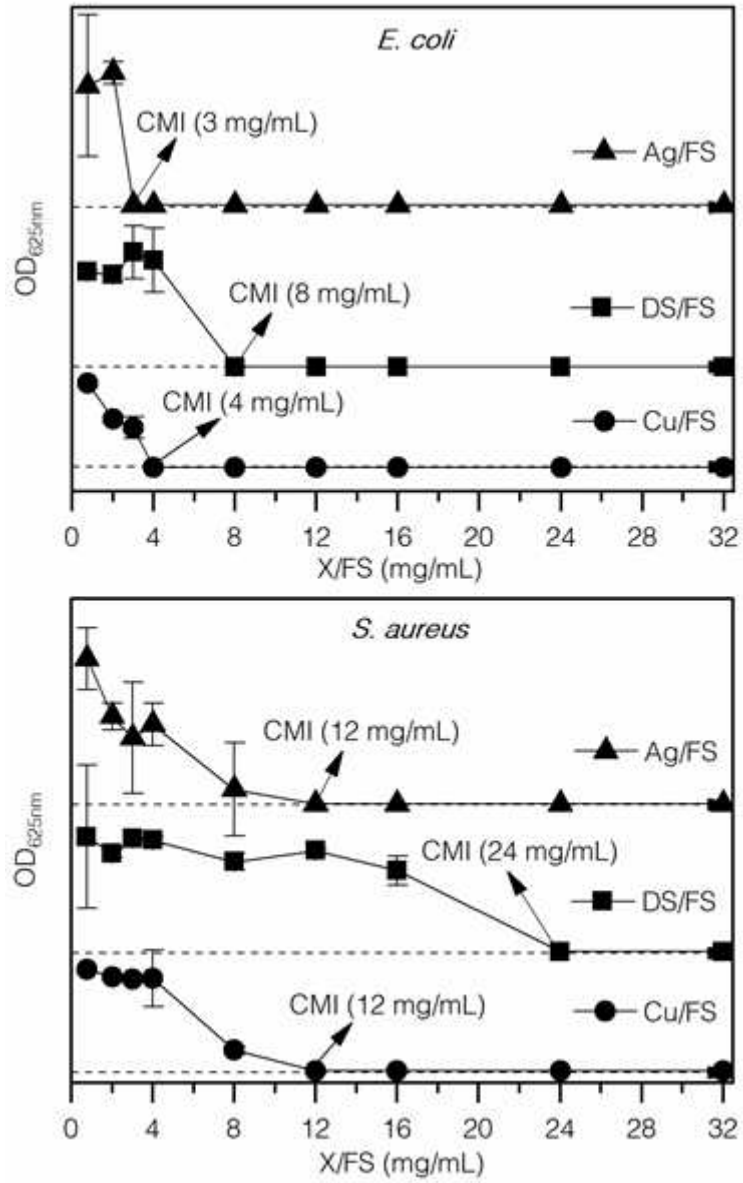 E. coli
CMI (3 mg/mL)
Ag/FS
OD625nm
CMI (8 mg/mL)
DS/FS
CMI (4 mg/mL)
Cu/FS
0 4 8 12 16 20 24 28 32
X/FS (mg/mL)
S. aureus
CMI (12 mg/mL)
Ag/FS
OD625nm
CMI (24 mg/mL)
DS/FS
CMI (12 mg/mL)
Cu/FS
0 4 8 12 16 20 24 28 32
X/FS (mg/mL)